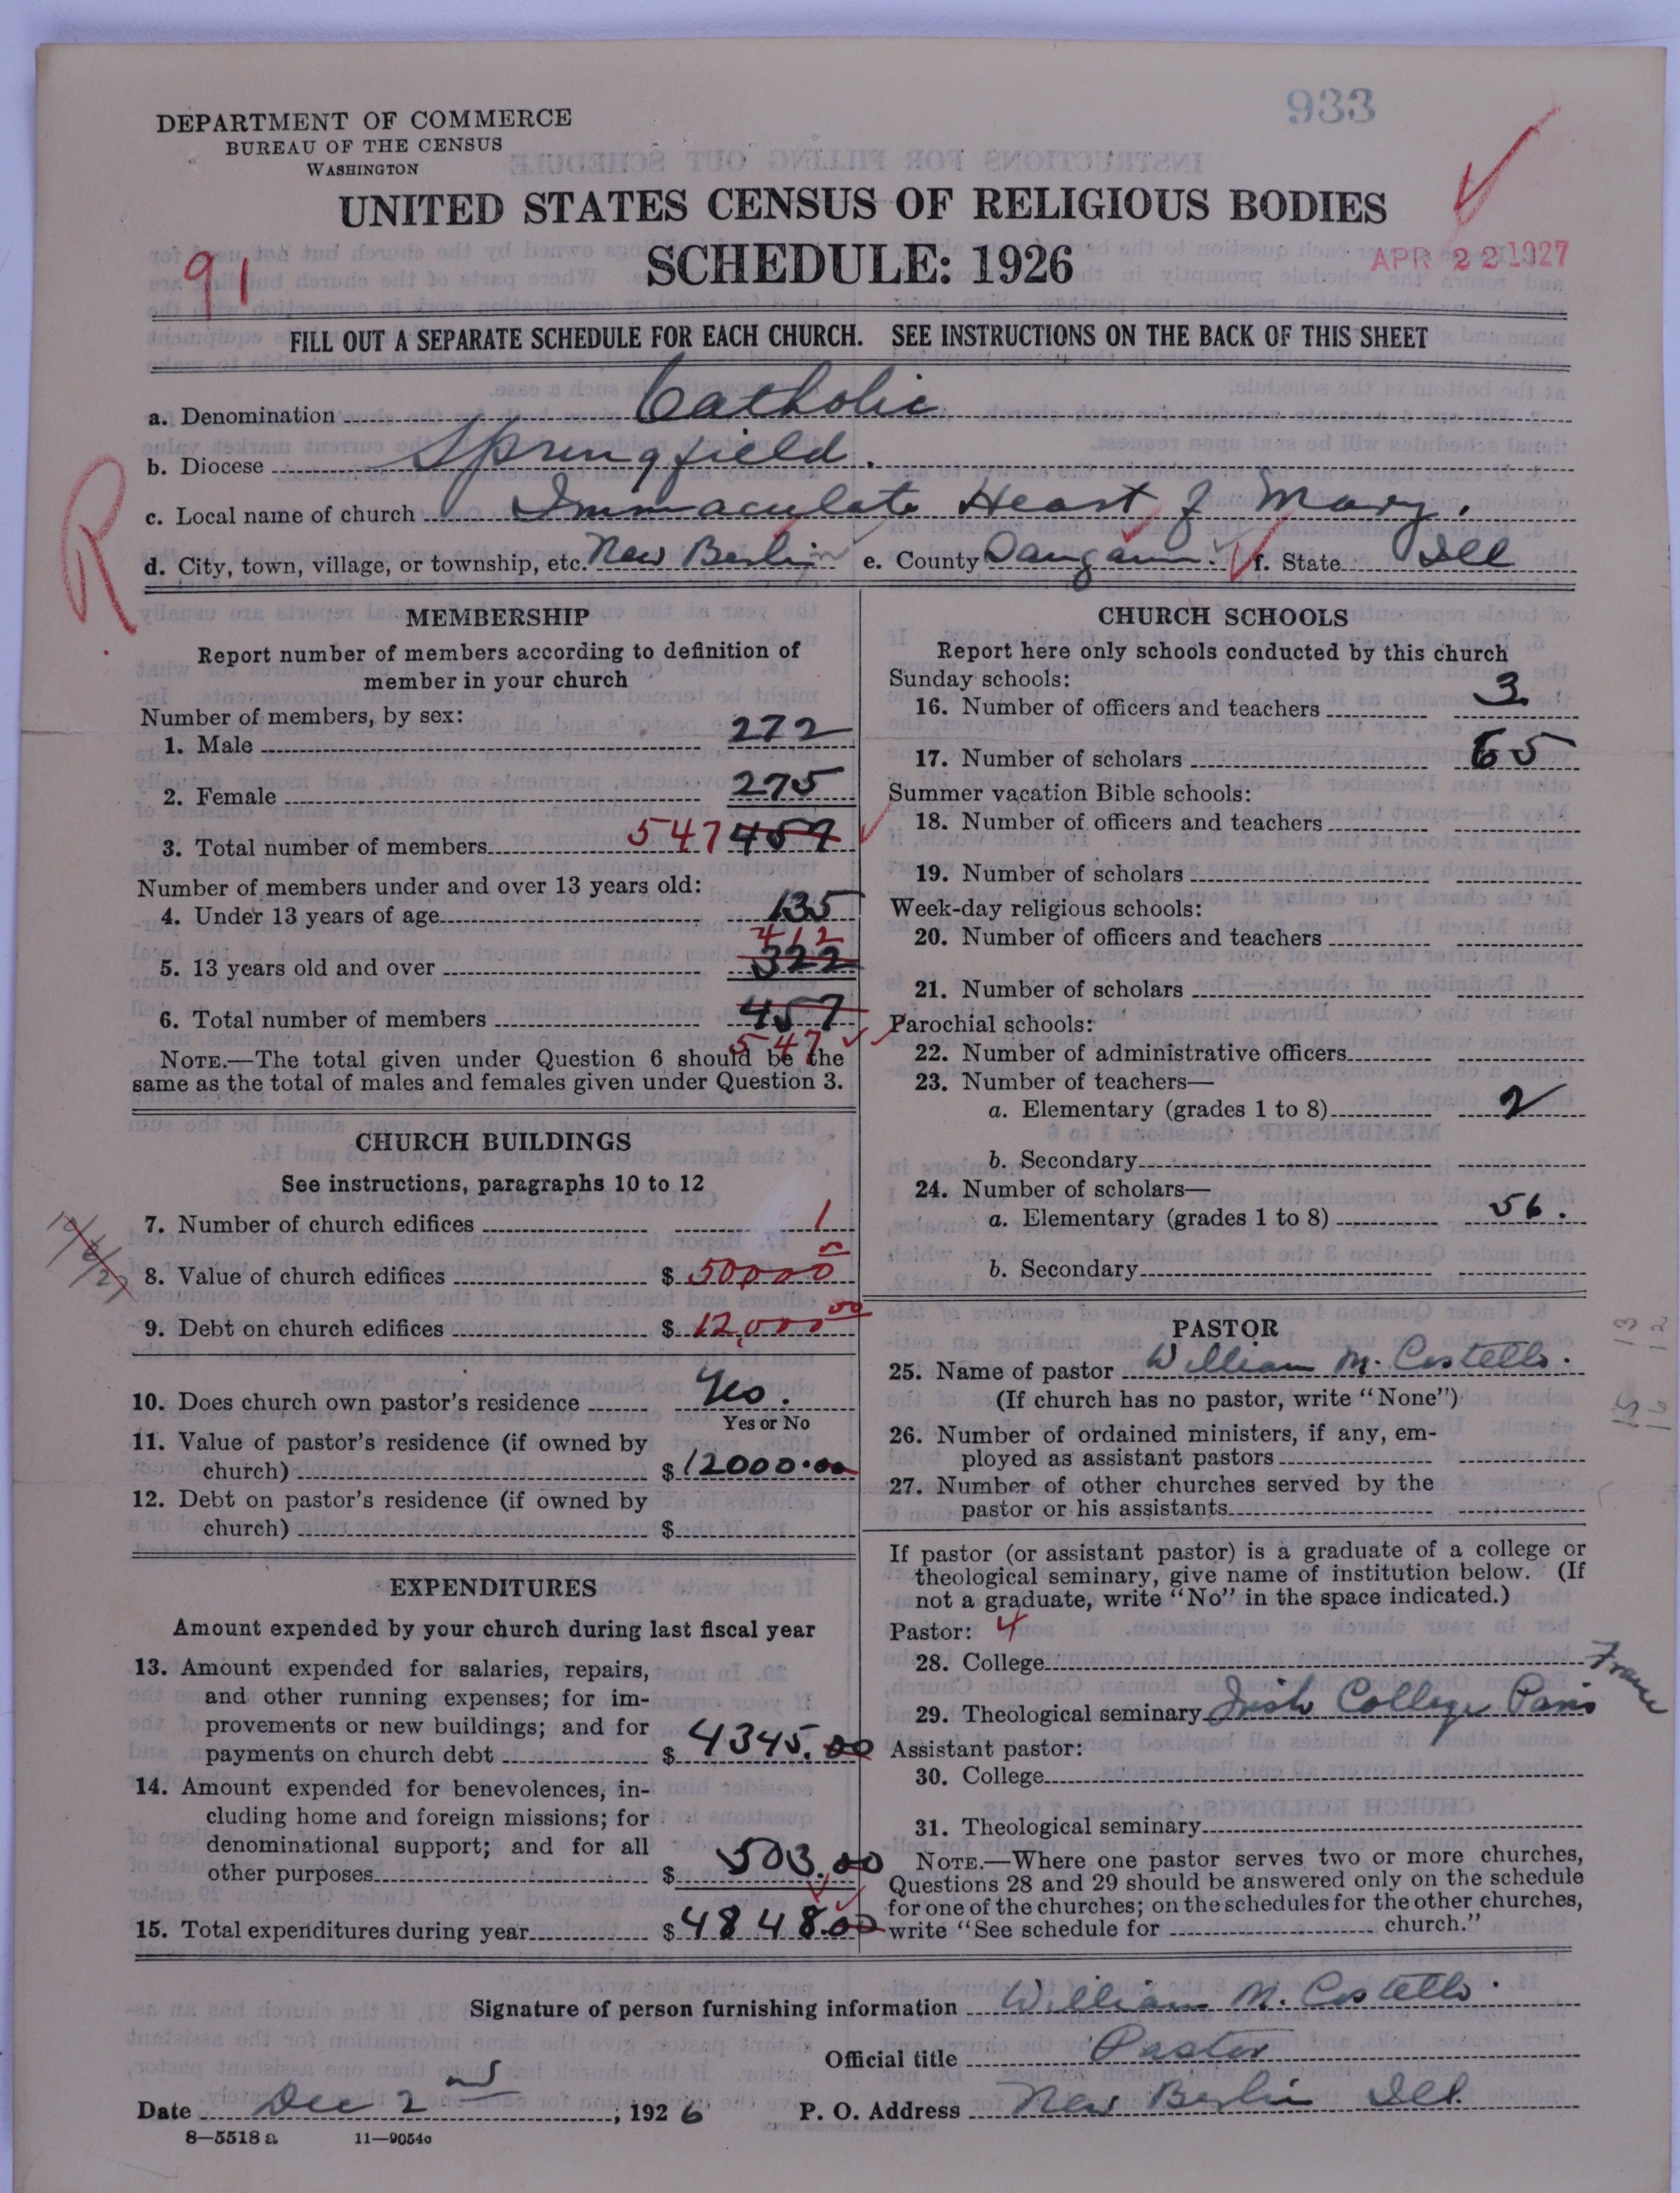 933
DEPARTMENT OF COMMERCE
BUREAU OF THE CENSUS
WASHINGTON
UNITED STATES CENSUS OF RELIGIOUS BODIES
SCHEDULE: 1926
91
APR 22 1927
FILL OUT A SEPARATE SCHEDULE FOR EACH CHURCH. SEE INSTRUCTIONS ON THE BACK OF THIS SHEET
a. Denomination Catholic
b. Diocese Springfield.
c. Local name of church Immaculate Heart of Mary.
d. City, town, village, or township, etc. New Berlin e. County Sangam. f. State Ill
R
MEMBERSHIP
Report number of members according to definition of
member in your church
Number of members, by sex:
1. Male 272
2. Female 275
3. Total number of members 547 457
Number of members under and over 13 years old:
4. Under 13 years of age 135
412
5. 13 years old and over 322
6. Total number of members 457
547
NOTE.—The total given under Question 6 should be the
same as the total of males and females given under Question 3.
CHURCH BUILDINGS
See instructions, paragraphs 10 to 12
7. Number of church edifices 1
8. Value of church edifices $ 50000 00
9. Debt on church edifices $ 12,000 00
10. Does church own pastor's residence Yes.
Yes or No
11. Value of pastor's residence (if owned by
church) $ 12000.00
12. Debt on pastor's residence (if owned by
church) $
EXPENDITURES
Amount expended by your church during last fiscal year
13. Amount expended for salaries, repairs,
and other running expenses; for im-
provements or new buildings; and for
payments on church debt $ 4345.00
14. Amount expended for benevolences, in-
cluding home and foreign missions; for
denominational support; and for all
other purposes $ 503.00
15. Total expenditures during year $ 4848.00
CHURCH SCHOOLS
Report here only schools conducted by this church
Sunday schools:
16. Number of officers and teachers 3
17. Number of scholars 65
Summer vacation Bible schools:
18. Number of officers and teachers
19. Number of scholars
Week-day religious schools:
20. Number of officers and teachers
21. Number of scholars
Parochial schools:
22. Number of administrative officers
23. Number of teachers—
a. Elementary (grades 1 to 8) 2
b. Secondary
24. Number of scholars—
a. Elementary (grades 1 to 8) 56.
b. Secondary
PASTOR
25. Name of pastor William M. Costello.
(If church has no pastor, write "None")
26. Number of ordained ministers, if any, em-
ployed as assistant pastors
27. Number of other churches served by the
pastor or his assistants
If pastor (or assistant pastor) is a graduate of a college or
theological seminary, give name of institution below. (If
not a graduate, write "No" in the space indicated.)
Pastor: 4
28. College
29. Theological seminary Irish College Paris France
Assistant pastor:
30. College
31. Theological seminary
NOTE.—Where one pastor serves two or more churches,
Questions 28 and 29 should be answered only on the schedule
for one of the churches; on the schedules for the other churches,
write "See schedule for church."
Signature of person furnishing information William M. Costello.
Official title Pastor
Date Dec 2nd, 1926 P. O. Address New Berlin Ill.
8—5518 a 11—9054c